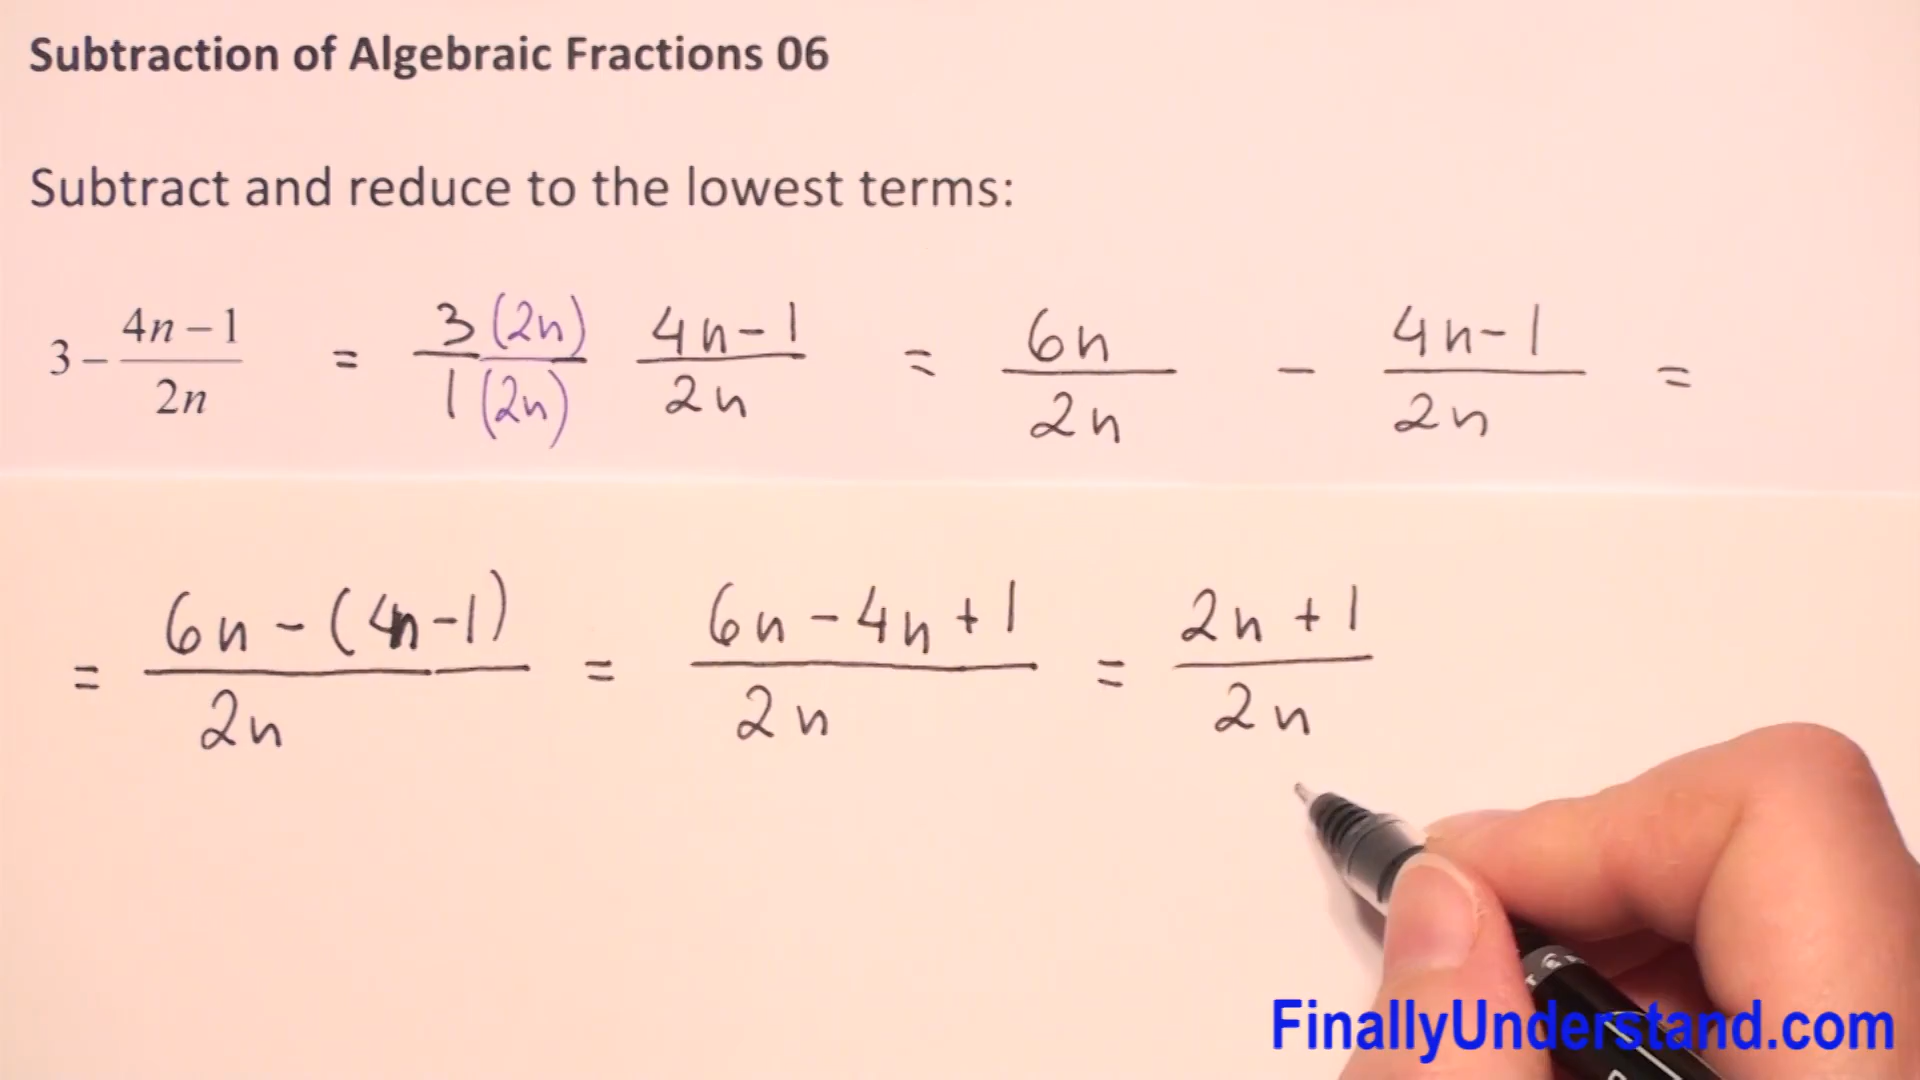 Subtraction of Algebraic Fractions 06
Subtract and reduce to the lowest terms:
3 - (4n - 1)/(2n) = 3(2n)/1(2n) (4n-1)/(2n) = 6n/2n - (4n-1)/(2n) =
= (6n-(4n-1))/(2n) = (6n-4n+1)/(2n) = (2n+1)/(2n)
FinallyUnderstand.com